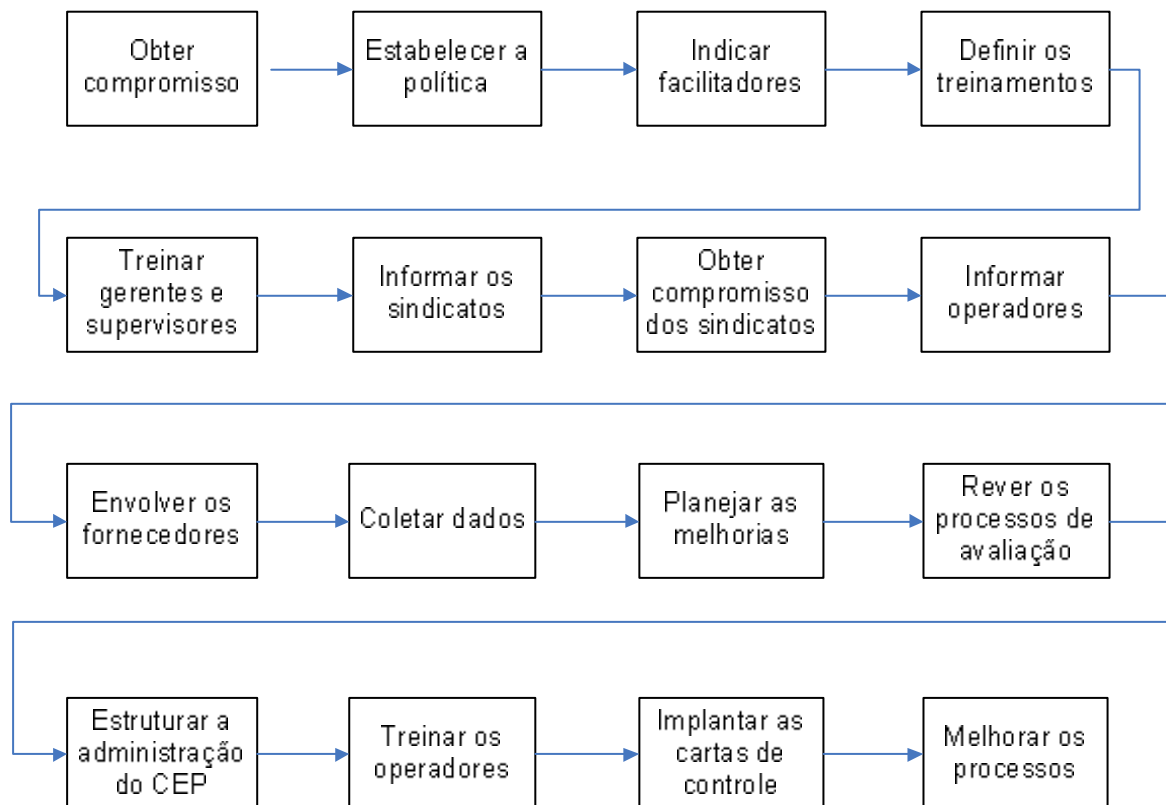 Obter
compromisso
Estabelecer a
política
Indicar
facilitadores
Definir os
treinamentos
Treinar
gerentes e
supervisores
Informar os
sindicatos
Obter
compromisso
dos sindicatos
Informar
operadores
Envolver os
fornecedores
Coletar dados
Planejar as
melhorias
Rever os
processos de
avaliação
Estruturar a
administração
do CEP
Treinar os
operadores
Implantar as
cartas de
controle
Melhorar os
processos